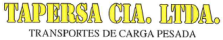 TAPERSA CIA. LTDA.
TRANSPORTES DE CARGA PESADA